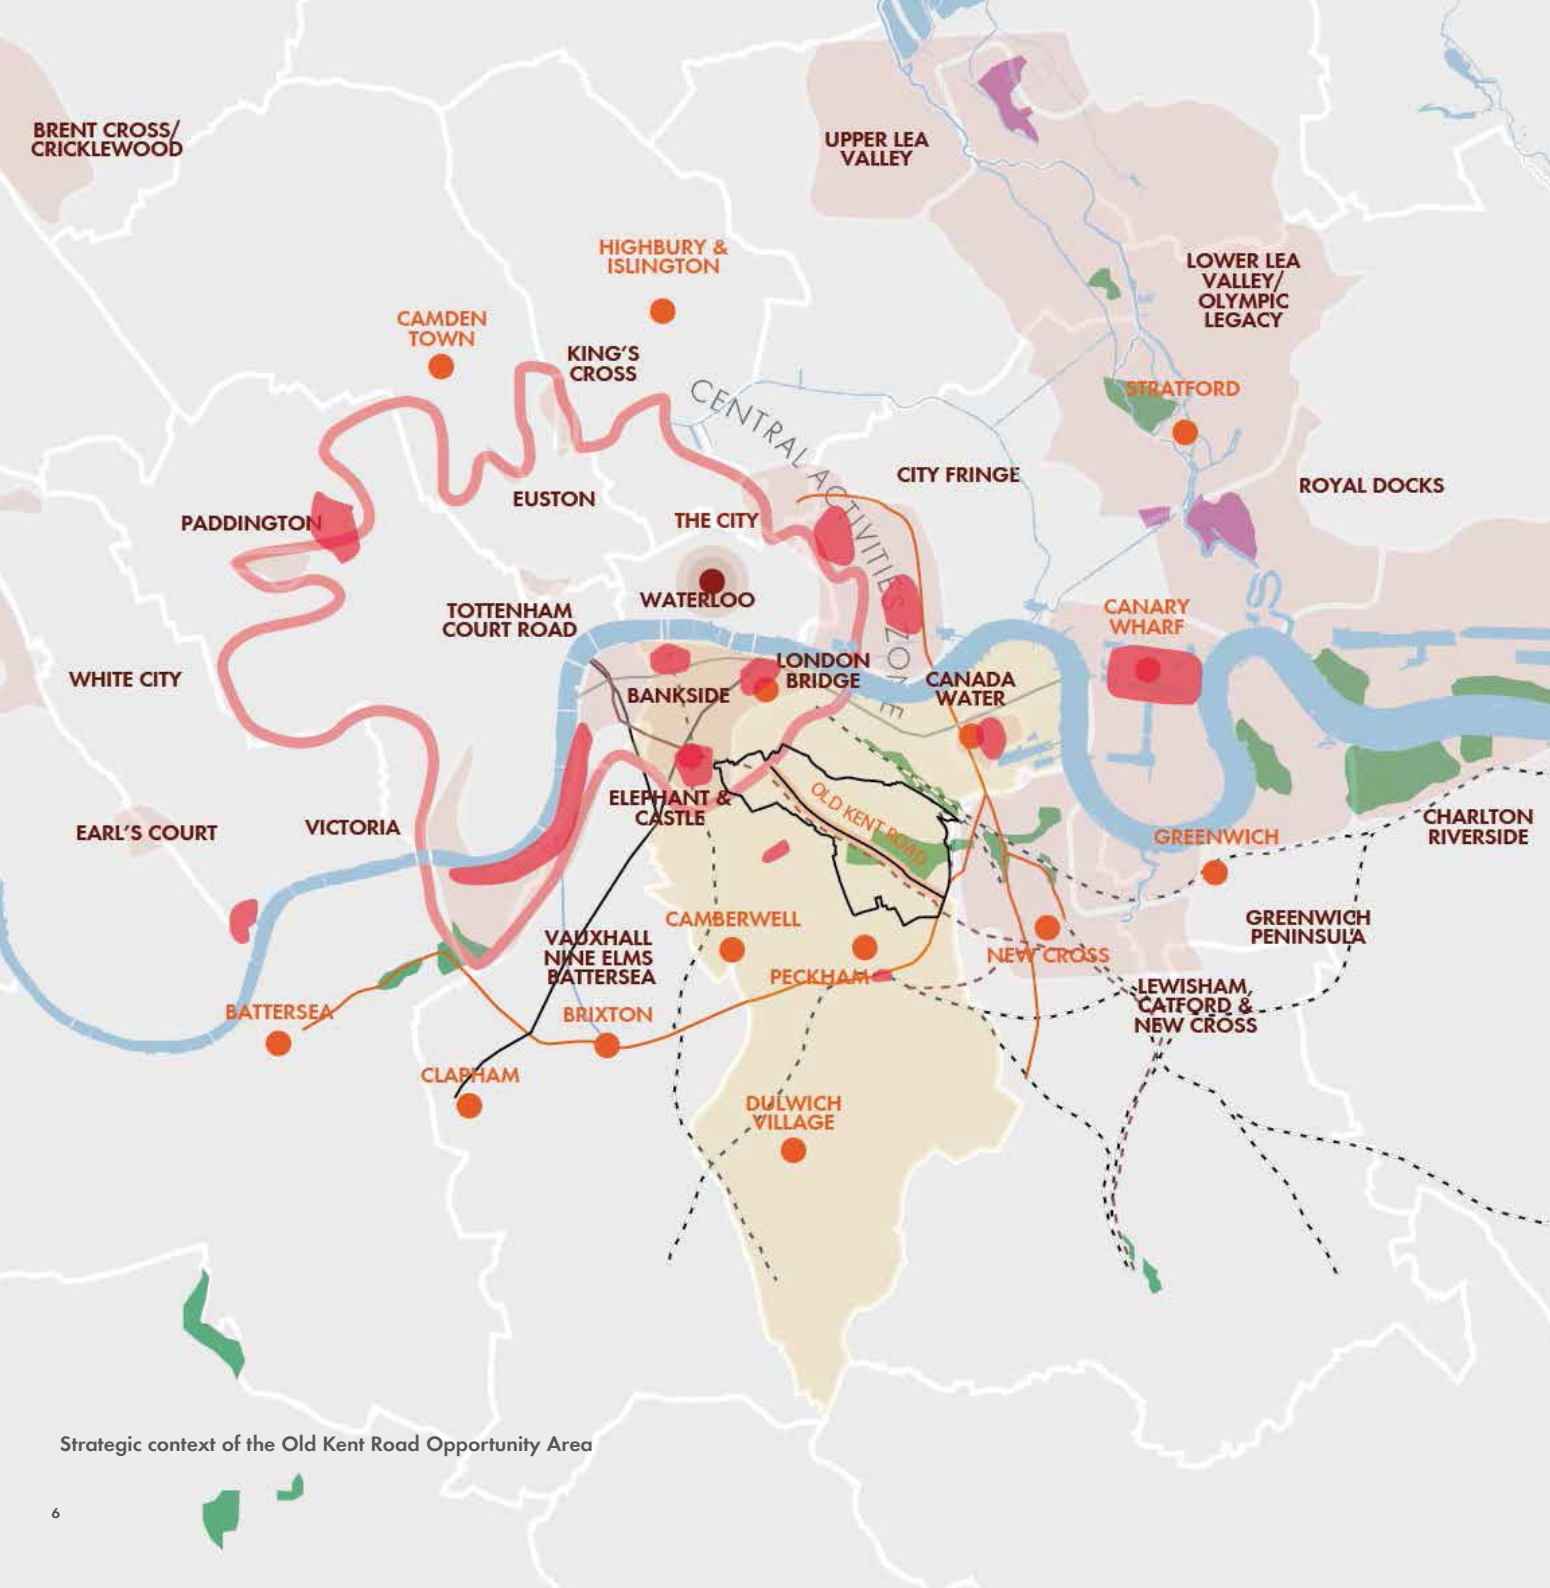 BRENT CROSS/
CRICKLEWOOD
UPPER LEA
VALLEY
HIGHBURY &
ISLINGTON
LOWER LEA
VALLEY/
OLYMPIC
LEGACY
CAMDEN
TOWN
KING'S
CROSS
CENTRAL ACTIVITIES ZONE
STRATFORD
CITY FRINGE
ROYAL DOCKS
EUSTON
PADDINGTON
THE CITY
WATERLOO
TOTTENHAM
COURT ROAD
CANARY
WHARF
WHITE CITY
LONDON
BRIDGE
BANKSIDE
CANADA
WATER
ELEPHANT &
CASTLE
OLD KENT ROAD
EARL'S COURT
VICTORIA
GREENWICH
CHARLTON
RIVERSIDE
CAMBERWELL
GREENWICH
PENINSULA
VAUXHALL
NINE ELMS
BATTERSEA
PECKHAM
NEW CROSS
LEWISHAM,
CATFORD &
NEW CROSS
BATTERSEA
BRIXTON
CLAPHAM
DULWICH
VILLAGE
Strategic context of the Old Kent Road Opportunity Area
6